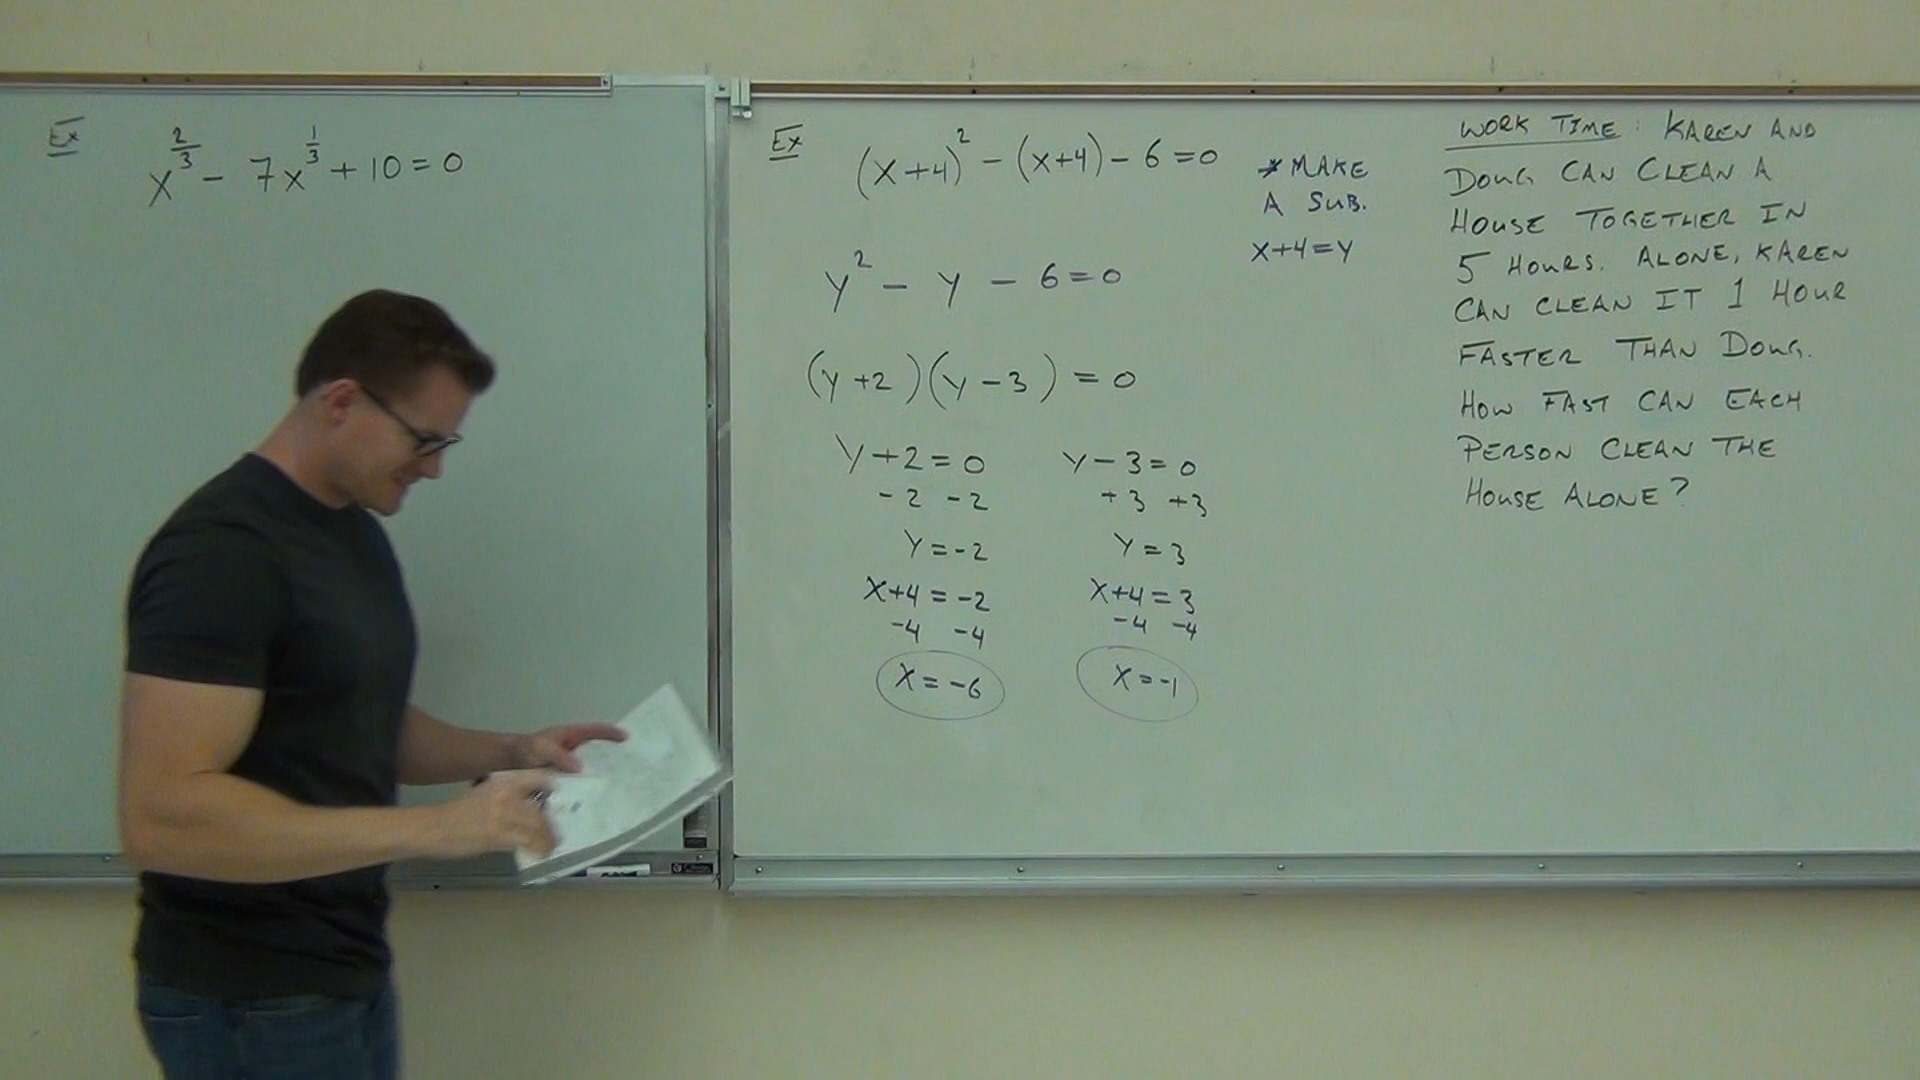 Ex
x^(2/3) - 7x^(1/3) + 10 = 0
Ex
(x+4)^2 - (x+4) - 6 = 0
* MAKE
A SUB.
x+4=y
y^2 - y - 6 = 0
(y+2)(y-3) = 0
y+2=0
-2 -2
y=-2
x+4=-2
-4 -4
x=-6
y-3=0
+3 +3
y=3
x+4=3
-4 -4
x=-1
WORK TIME: KAREN AND
DOUG CAN CLEAN A
HOUSE TOGETHER IN
5 HOURS. ALONE, KAREN
CAN CLEAN IT 1 HOUR
FASTER THAN DOUG.
HOW FAST CAN EACH
PERSON CLEAN THE
HOUSE ALONE?